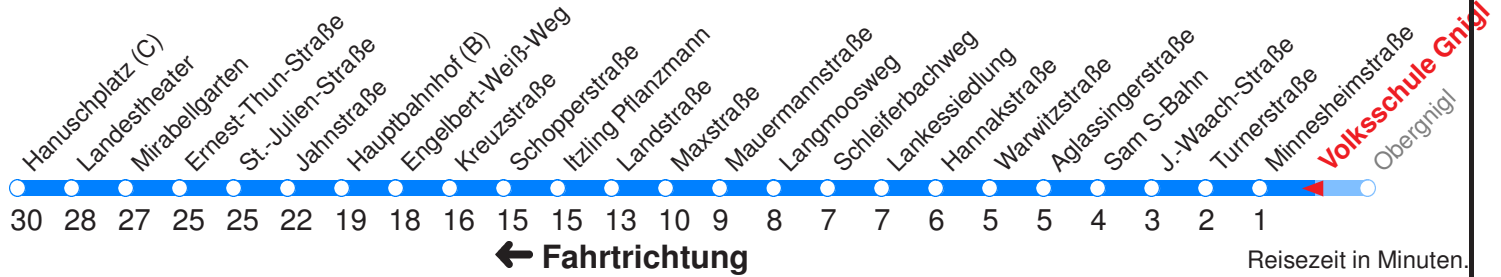 Hanuschplatz (C)
Landestheater
Mirabellgarten
Ernest-Thun-Straße
St.-Julien-Straße
Jahnstraße
Hauptbahnhof (B)
Engelbert-Weiß-Weg
Kreuzstraße
Schopperstraße
Itzling Pflanzmann
Landstraße
Maxstraße
Mauermannstraße
Langmoosweg
Schleiferbachweg
Lankessiedlung
Hannakstraße
Warwitzstraße
Aglassingerstraße
Sam S-Bahn
J.-Waach-Straße
Turnerstraße
Minnesheimstraße
Volksschule Gnigl
Obergnigl
30 28 27 25 25 22 19 18 16 15 15 13 10 9 8 7 7 6 5 5 4 3 2 1
← Fahrtrichtung
Reisezeit in Minuten.